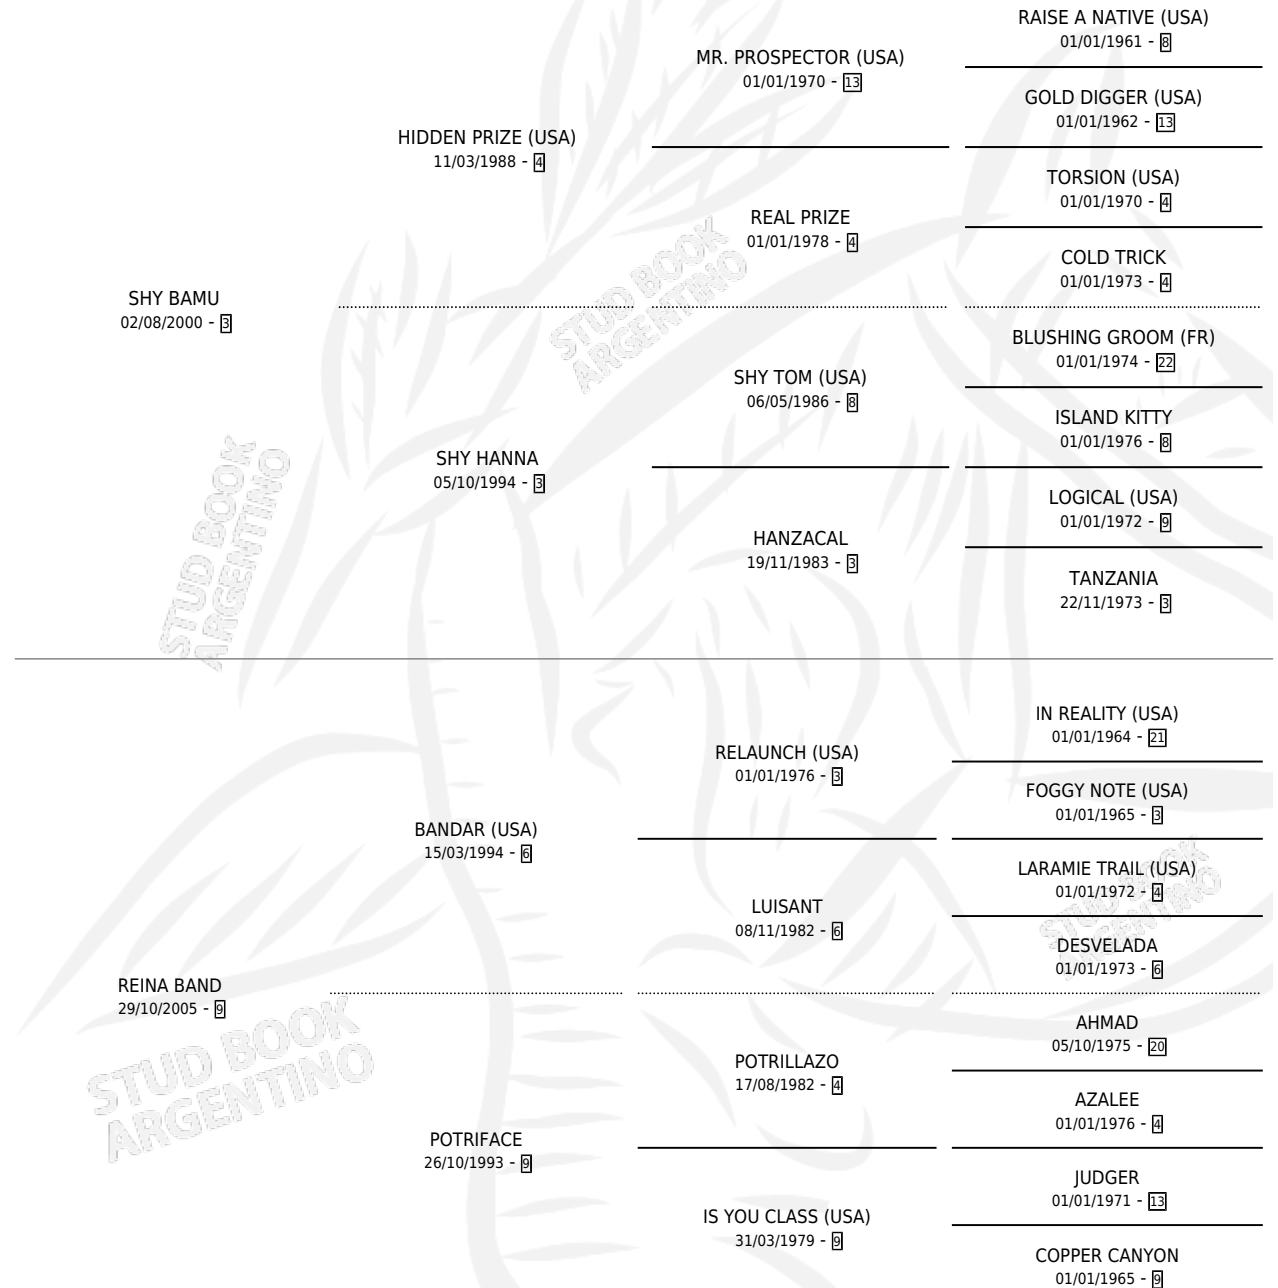 RAISE A NATIVE (USA)
01/01/1961 - 8
MR. PROSPECTOR (USA)
01/01/1970 - 13
GOLD DIGGER (USA)
01/01/1962 - 13
HIDDEN PRIZE (USA)
11/03/1988 - 4
TORSION (USA)
01/01/1970 - 4
REAL PRIZE
01/01/1978 - 4
COLD TRICK
01/01/1973 - 4
SHY BAMU
02/08/2000 - 3
BLUSHING GROOM (FR)
01/01/1974 - 22
SHY TOM (USA)
06/05/1986 - 8
ISLAND KITTY
01/01/1976 - 8
SHY HANNA
05/10/1994 - 3
LOGICAL (USA)
01/01/1972 - 9
HANZACAL
19/11/1983 - 3
TANZANIA
22/11/1973 - 3
IN REALITY (USA)
01/01/1964 - 21
RELAUNCH (USA)
01/01/1976 - 3
FOGGY NOTE (USA)
01/01/1965 - 3
BANDAR (USA)
15/03/1994 - 6
LARAMIE TRAIL (USA)
01/01/1972 - 4
LUISANT
08/11/1982 - 6
DESVELADA
01/01/1973 - 6
REINA BAND
29/10/2005 - 9
AHMAD
05/10/1975 - 20
POTRILLAZO
17/08/1982 - 4
AZALEE
01/01/1976 - 4
POTRIFACE
26/10/1993 - 9
JUDGER
01/01/1971 - 13
IS YOU CLASS (USA)
31/03/1979 - 9
COPPER CANYON
01/01/1965 - 9
STUD BOOK
ARGENTINO
STUD BOOK
ARGENTINO
STUD BOOK
ARGENTINO
STUD BOOK
ARGENTINO